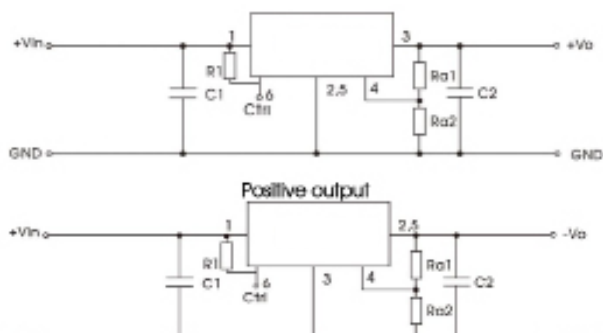 +Vin 1 3 +Vo
R1 Ra1
C1 6 2,5 4 C2
Ctrl Ra2
GND GND
Positive output
+Vin 1 2,5 -Vo
R1 Ra1
C1 6 3 4 C2
Ctrl Ra2